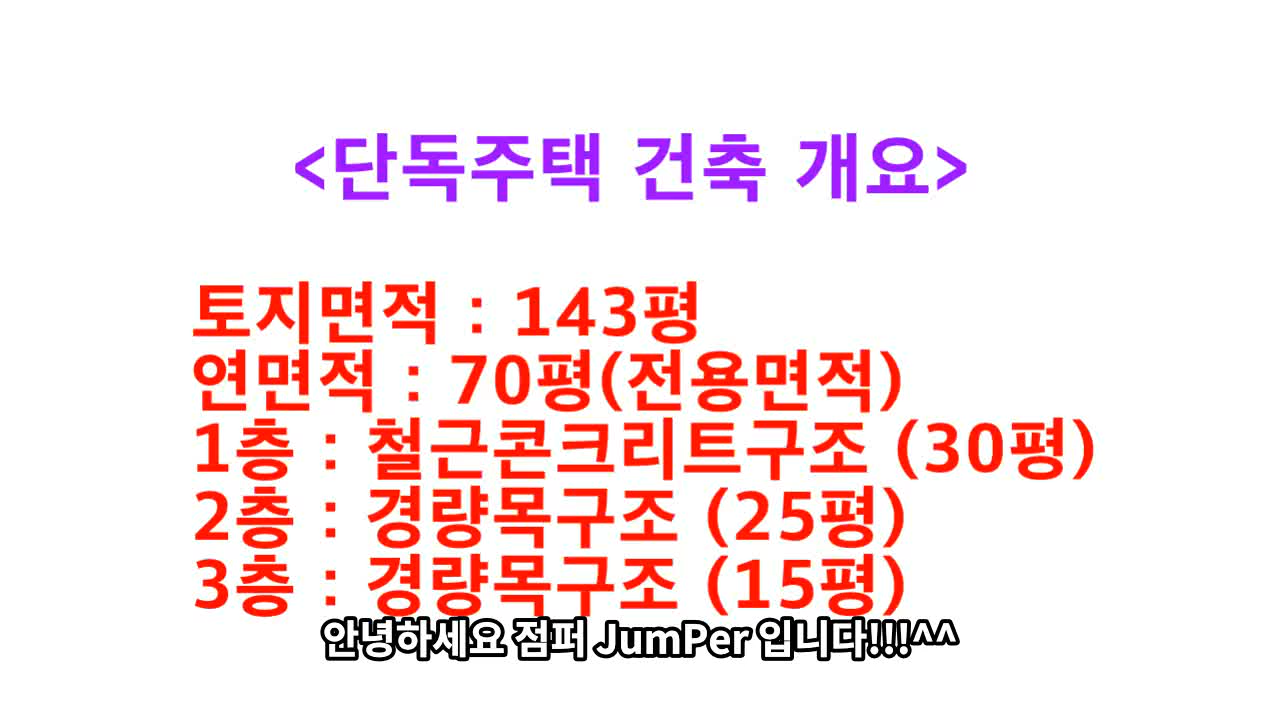 <단독주택 건축 개요>
토지면적 : 143평
연면적 : 70평(전용면적)
1층 : 철근콘크리트구조 (30평)
2층 : 경량목구조 (25평)
3층 : 경량목구조 (15평)
안녕하세요 점퍼 JumPer 입니다!!!^^